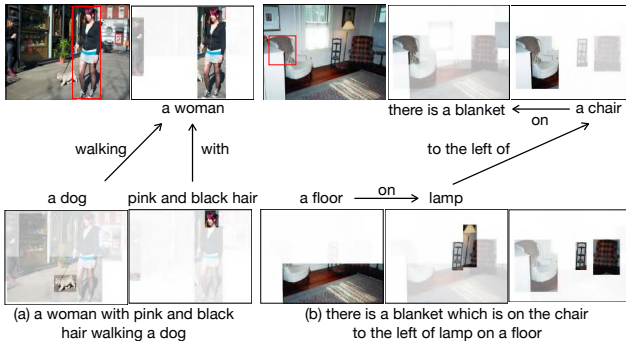 a woman
there is a blanket
a chair
on
walking
with
to the left of
a dog
pink and black hair
a floor
on
lamp
(a) a woman with pink and black
hair walking a dog
(b) there is a blanket which is on the chair
to the left of lamp on a floor